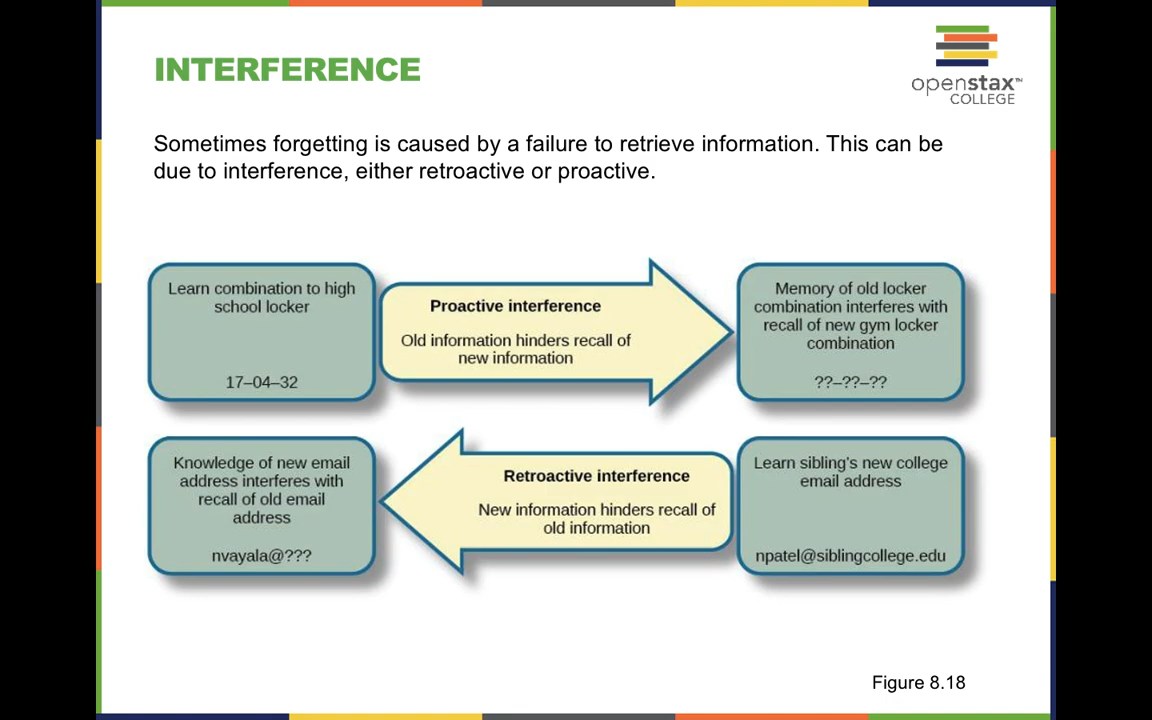 INTERFERENCE
openstax™
COLLEGE
Sometimes forgetting is caused by a failure to retrieve information. This can be
due to interference, either retroactive or proactive.
Learn combination to high
school locker
17–04–32
Proactive interference
Old information hinders recall of
new information
Memory of old locker
combination interferes with
recall of new gym locker
combination
??–??–??
Knowledge of new email
address interferes with
recall of old email
address
nvayala@???
Retroactive interference
New information hinders recall of
old information
Learn sibling's new college
email address
npatel@siblingcollege.edu
Figure 8.18